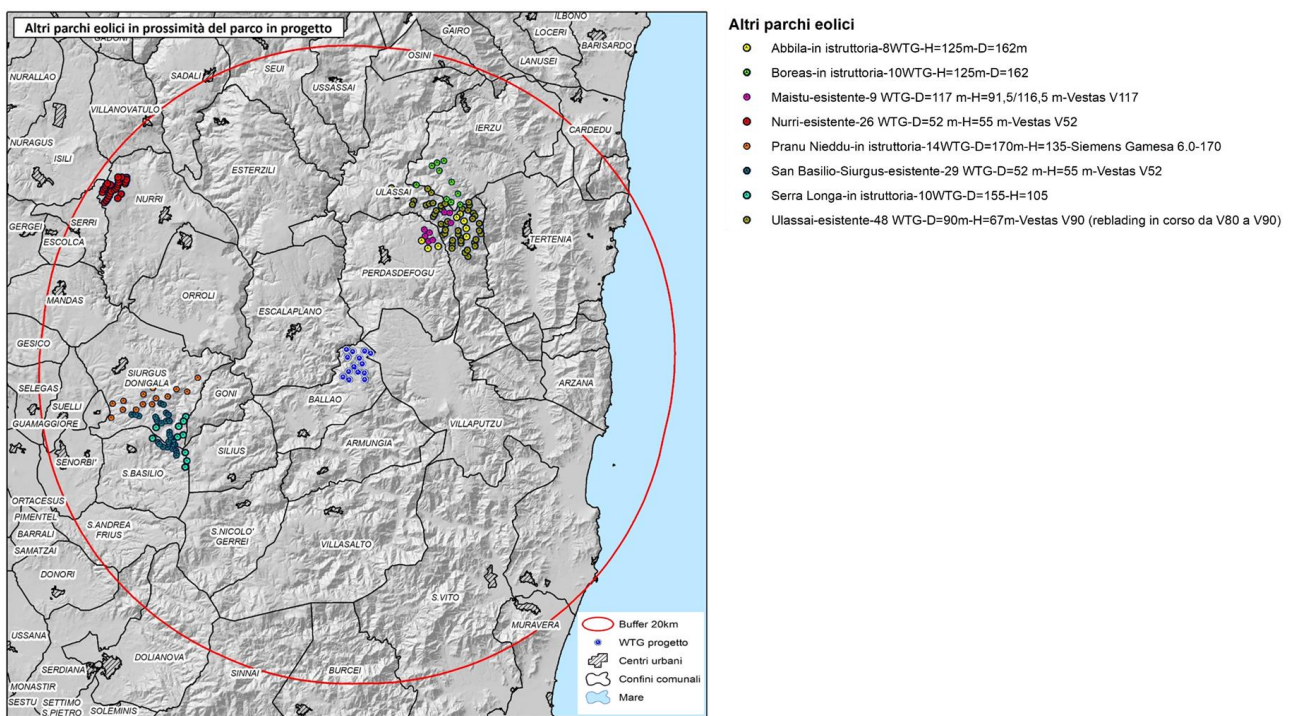 Altri parchi eolici in prossimità del parco in progetto
ILBONO
LOCERI
BARISARDO
GAIRO
LANUSEI
OSINI
SEUI
USSASSAI
SADALI
NURALLAO
VILLANOVATULO
IERZU
CARDEDU
NURAGUS
ISILI
ESTERZILI
ULASSAI
NURRI
SERRI
GERGEI
ESCOLCA
TERTENIA
PERDASDEFOGU
ORROLI
MANDAS
ESCALAPLANO
GESICO
SIURGUS
DONIGALA
SELEGAS
GONI
SUELLI
BALLAO
ARZANA
GUAMAGGIORE
VILLAPUTZU
ARMUNGIA
SILIUS
SENORBI'
S.BASILIO
ORTACESUS
PIMENTEL
S.ANDREA
FRIUS
BARRALI
S.NICOLO'
GERREI
VILLASALTO
SAMATZAI
DONORI
S.VITO
MURAVERA
USSANA
DOLIANOVA
SERDIANA
SINNAI
BURCEI
MONASTIR
SESTU
SETTIMO
S.PIETRO
SOLEMINIS
Buffer 20km
WTG progetto
Centri urbani
Confini comunali
Mare
Altri parchi eolici
Abbila-in istruttoria-8WTG-H=125m-D=162m
Boreas-in istruttoria-10WTG-H=125m-D=162
Maistu-esistente-9 WTG-D=117 m-H=91,5/116,5 m-Vestas V117
Nurri-esistente-26 WTG-D=52 m-H=55 m-Vestas V52
Pranu Nieddu-in istruttoria-14WTG-D=170m-H=135-Siemens Gamesa 6.0-170
San Basilio-Siurgus-esistente-29 WTG-D=52 m-H=55 m-Vestas V52
Serra Longa-in istruttoria-10WTG-D=155-H=105
Ulassai-esistente-48 WTG-D=90m-H=67m-Vestas V90 (reblading in corso da V80 a V90)